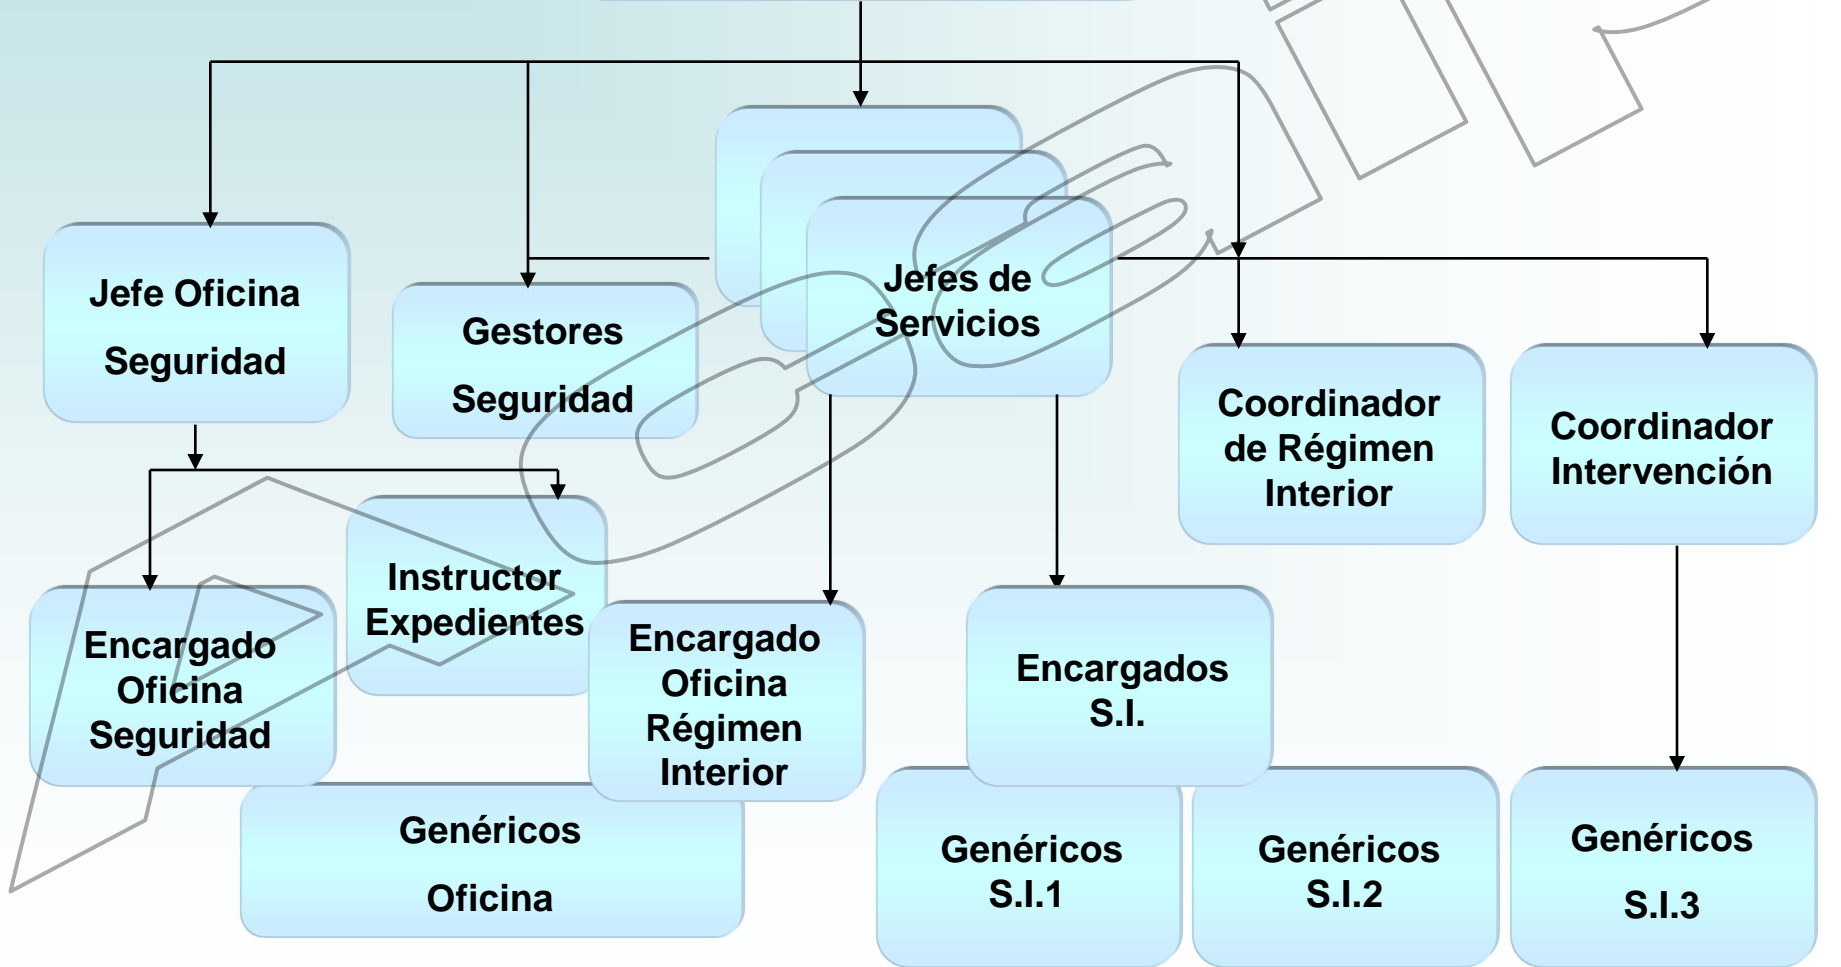 Jefe Oficina
Seguridad
Gestores
Seguridad
Jefes de
Servicios
Coordinador
de Régimen
Interior
Coordinador
Intervención
Encargado
Oficina
Seguridad
Instructor
Expedientes
Encargado
Oficina
Régimen
Interior
Encargados
S.I.
Genéricos
Oficina
Genéricos
S.I.1
Genéricos
S.I.2
Genéricos
S.I.3